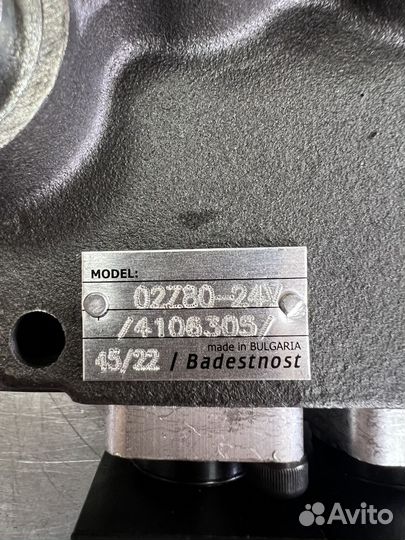 MODEL:
02Z80-24V
/4106305/
made in BULGARIA
45/22 / Badestnost
Avito